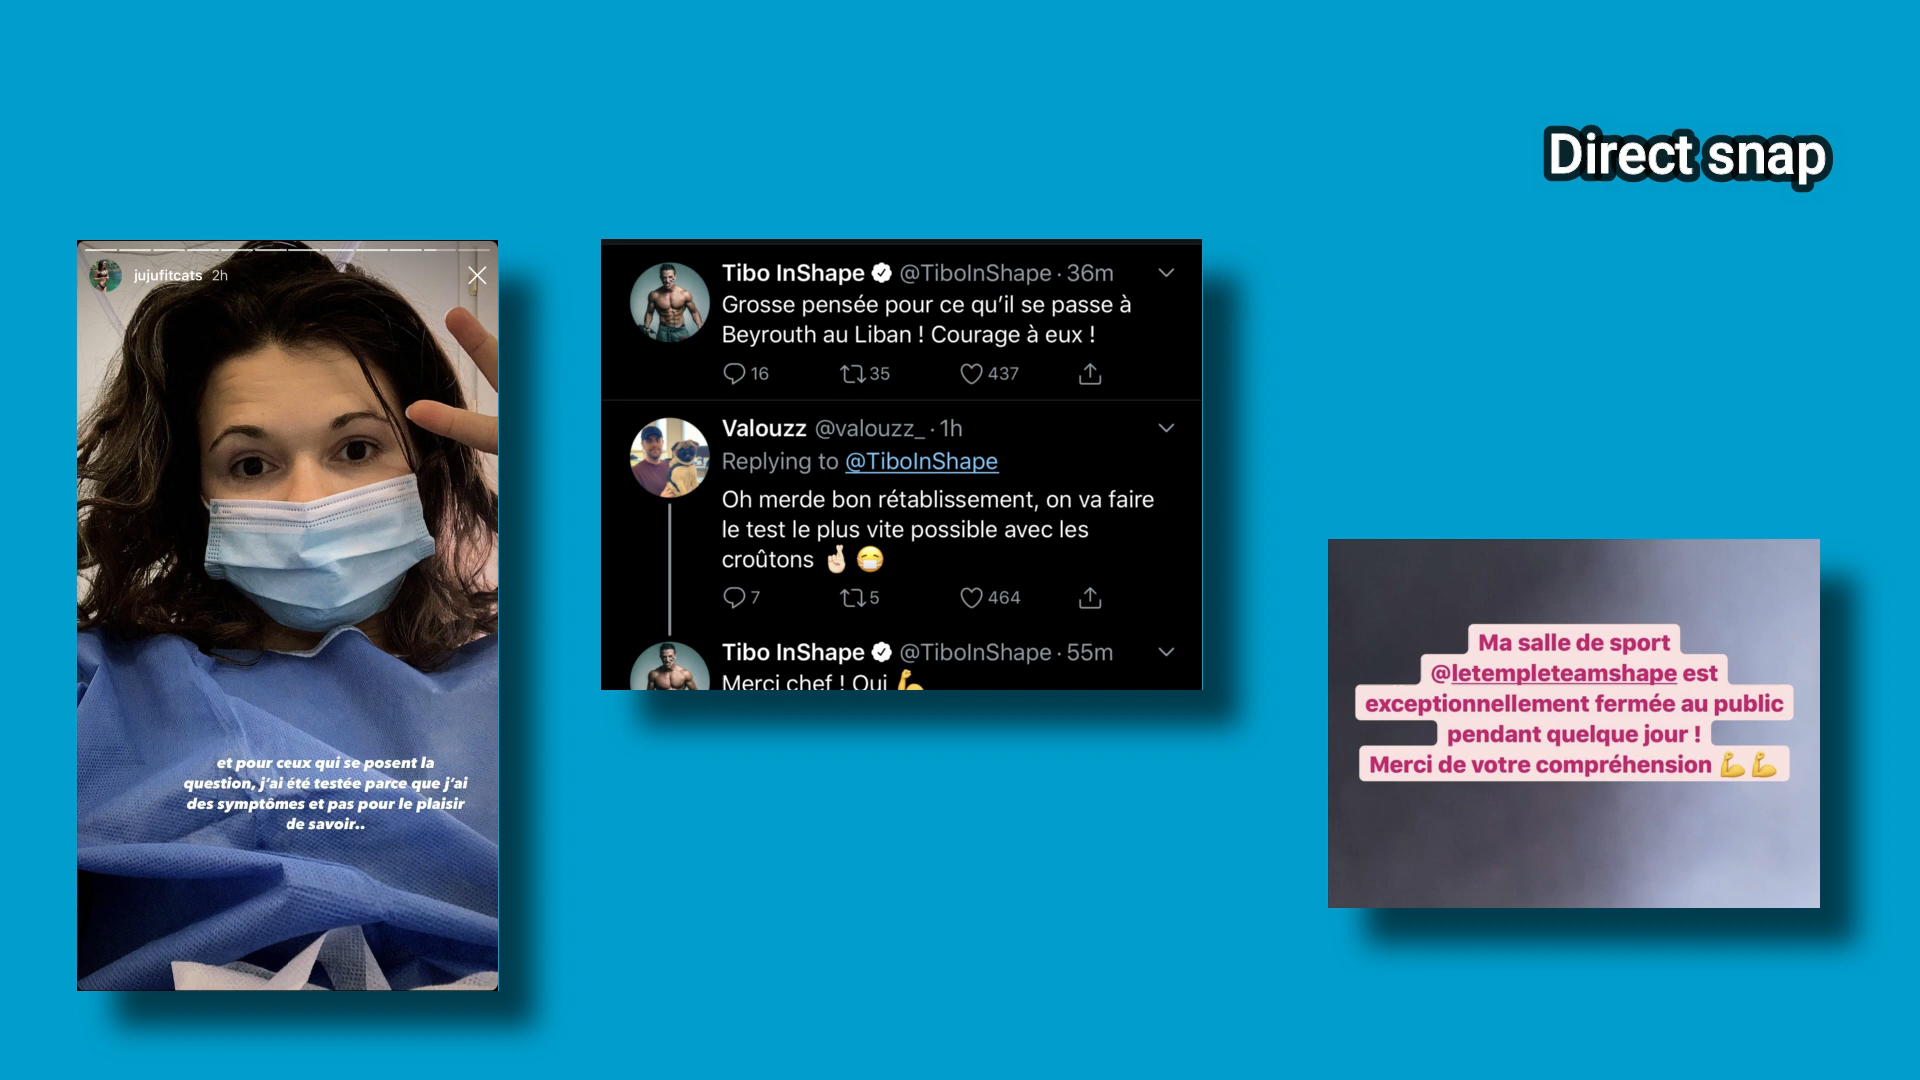 Direct snap
jujufitcats 2h
et pour ceux qui se posent la
question, j'ai été testée parce que j'ai
des symptômes et pas pour le plaisir
de savoir..
Tibo InShape @TiboInShape · 36m
Grosse pensée pour ce qu'il se passe à
Beyrouth au Liban ! Courage à eux !
16 35 437
Valouzz @valouzz_ · 1h
Replying to @TiboInShape
Oh merde bon rétablissement, on va faire
le test le plus vite possible avec les
croûtons 🤞🏻 😷
7 5 464
Tibo InShape @TiboInShape · 55m
Merci chef ! Oui 💪
Ma salle de sport
@letempleteamshape est
exceptionnellement fermée au public
pendant quelque jour !
Merci de votre compréhension 💪 💪